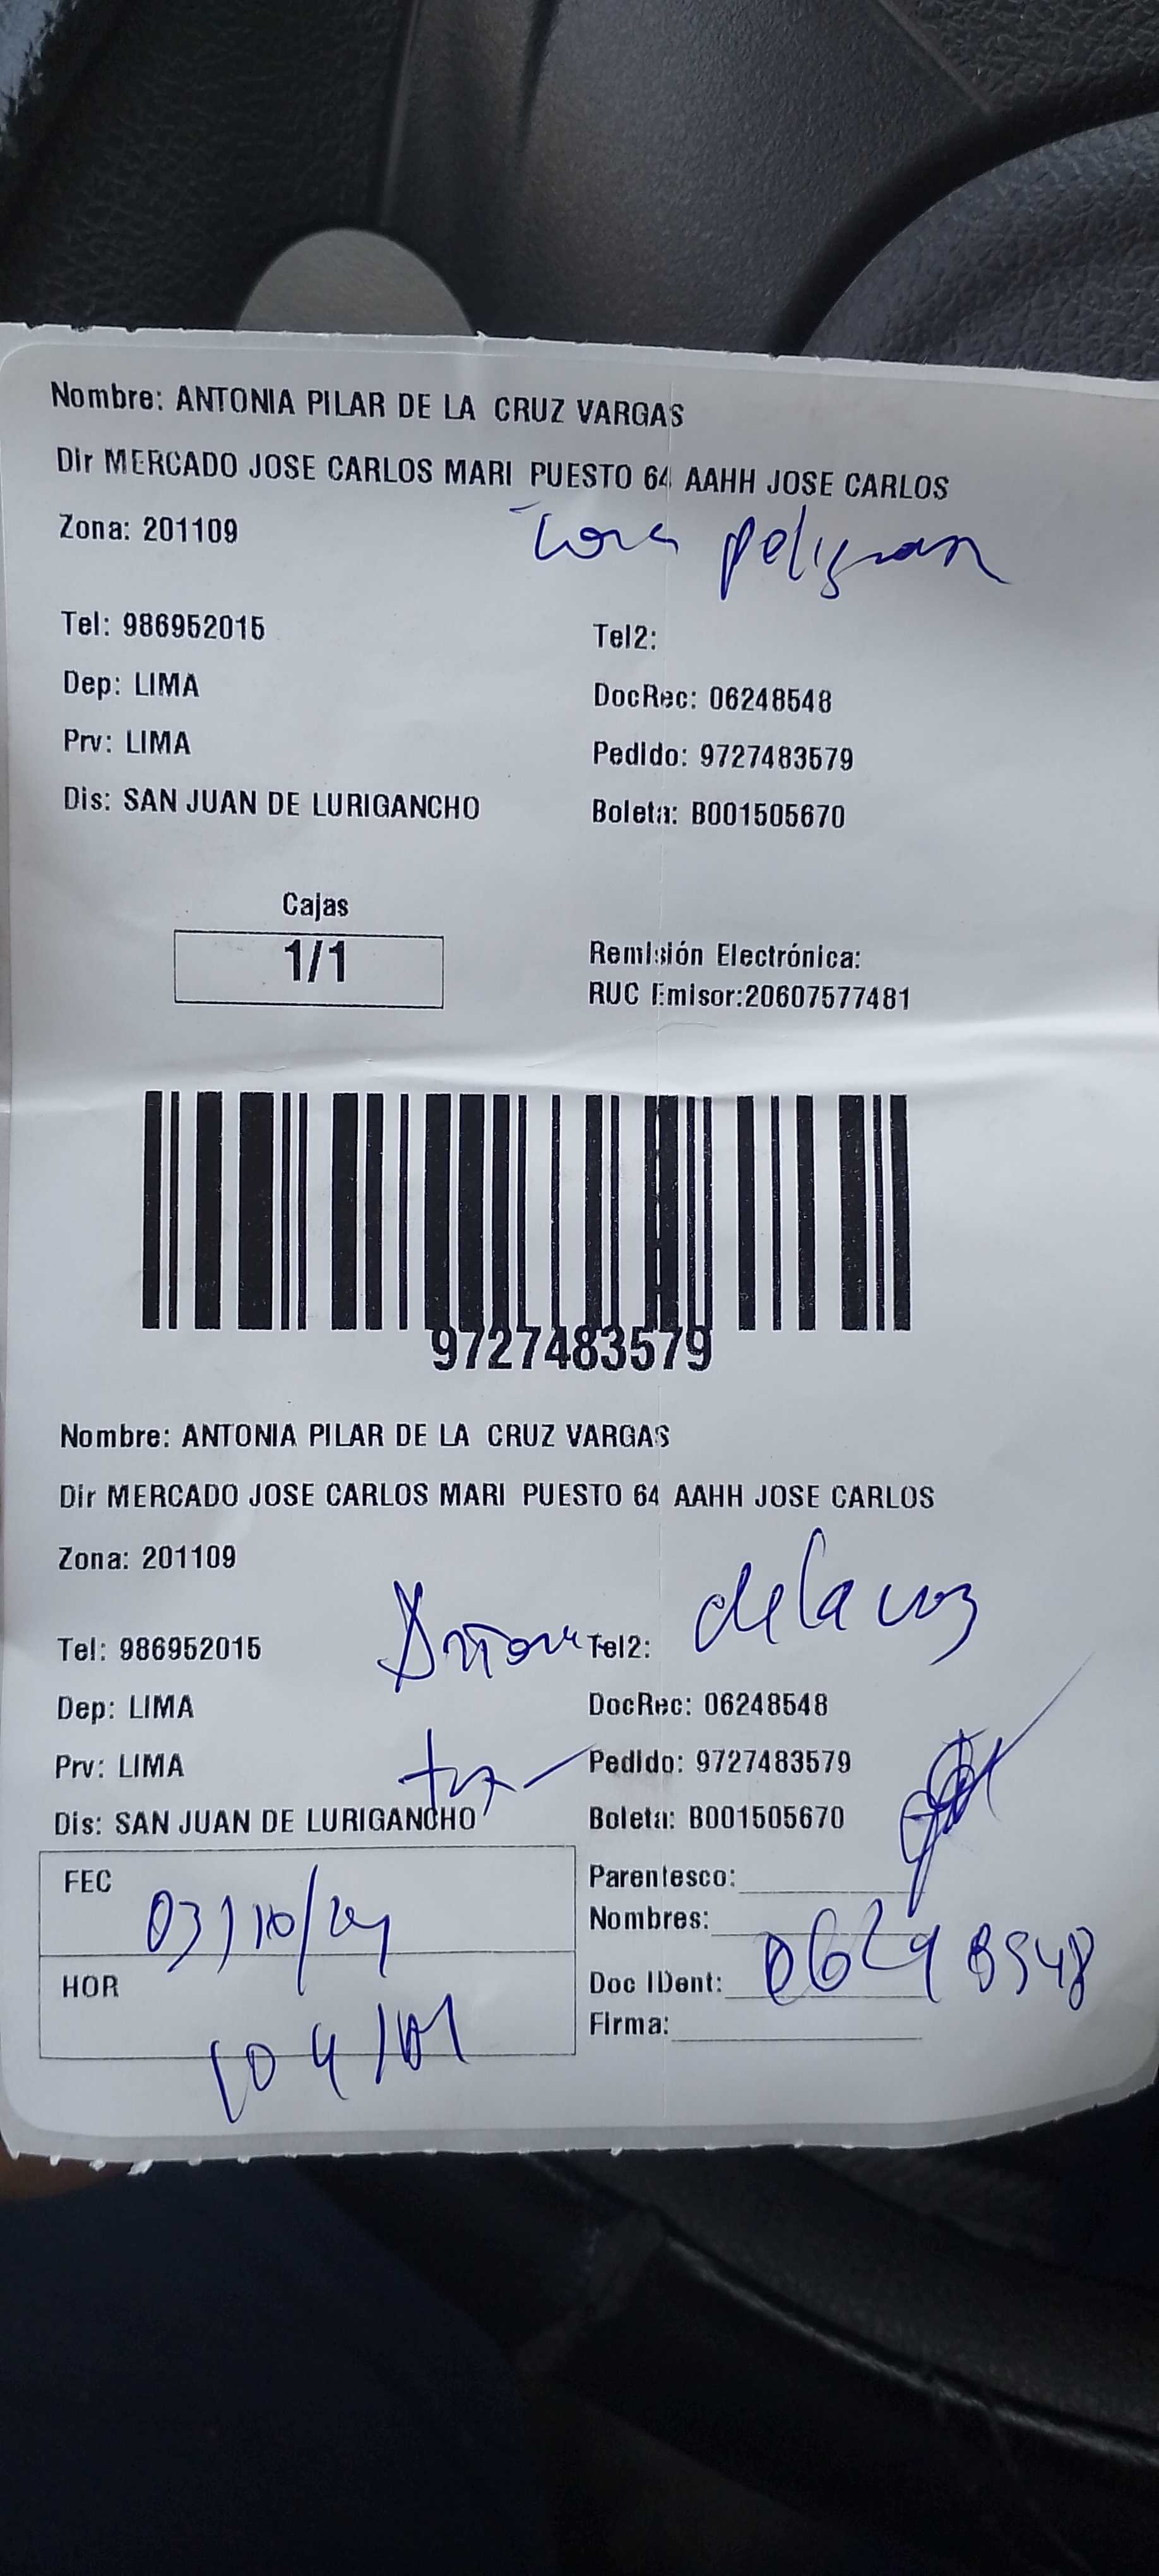 Nombre: ANTONIA PILAR DE LA CRUZ VARGAS
Dir MERCADO JOSE CARLOS MARI PUESTO 64 AAHH JOSE CARLOS
Zona: 201109
Tel: 986952015 Tel2:
Dep: LIMA DocRec: 06248548
Prv: LIMA Pedido: 9727483579
Dis: SAN JUAN DE LURIGANCHO Boleta: B001505670
Cajas
1/1
Remisión Electrónica:
RUC Emisor:20607577481
9727483579
Nombre: ANTONIA PILAR DE LA CRUZ VARGAS
Dir MERCADO JOSE CARLOS MARI PUESTO 64 AAHH JOSE CARLOS
Zona: 201109
de la cruz
Tel: 986952015 Tel2:
Dep: LIMA DocRec: 06248548
Prv: LIMA Pedido: 9727483579
Dis: SAN JUAN DE LURIGANCHO Boleta: B001505670
FEC 03/10/24
HOR
Parentesco:
Nombres:
Doc IDent: 06248548
Firma: